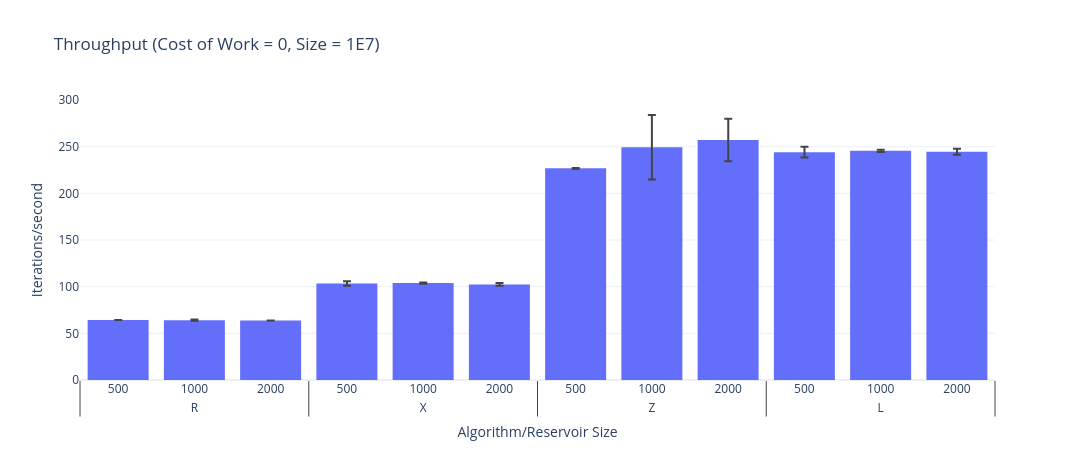 Throughput (Cost of Work = 0, Size = 1E7)
300
250
200
150
100
50
0
Iterations/second
500 1000 2000 500 1000 2000 500 1000 2000 500 1000 2000
R X Z L
Algorithm/Reservoir Size